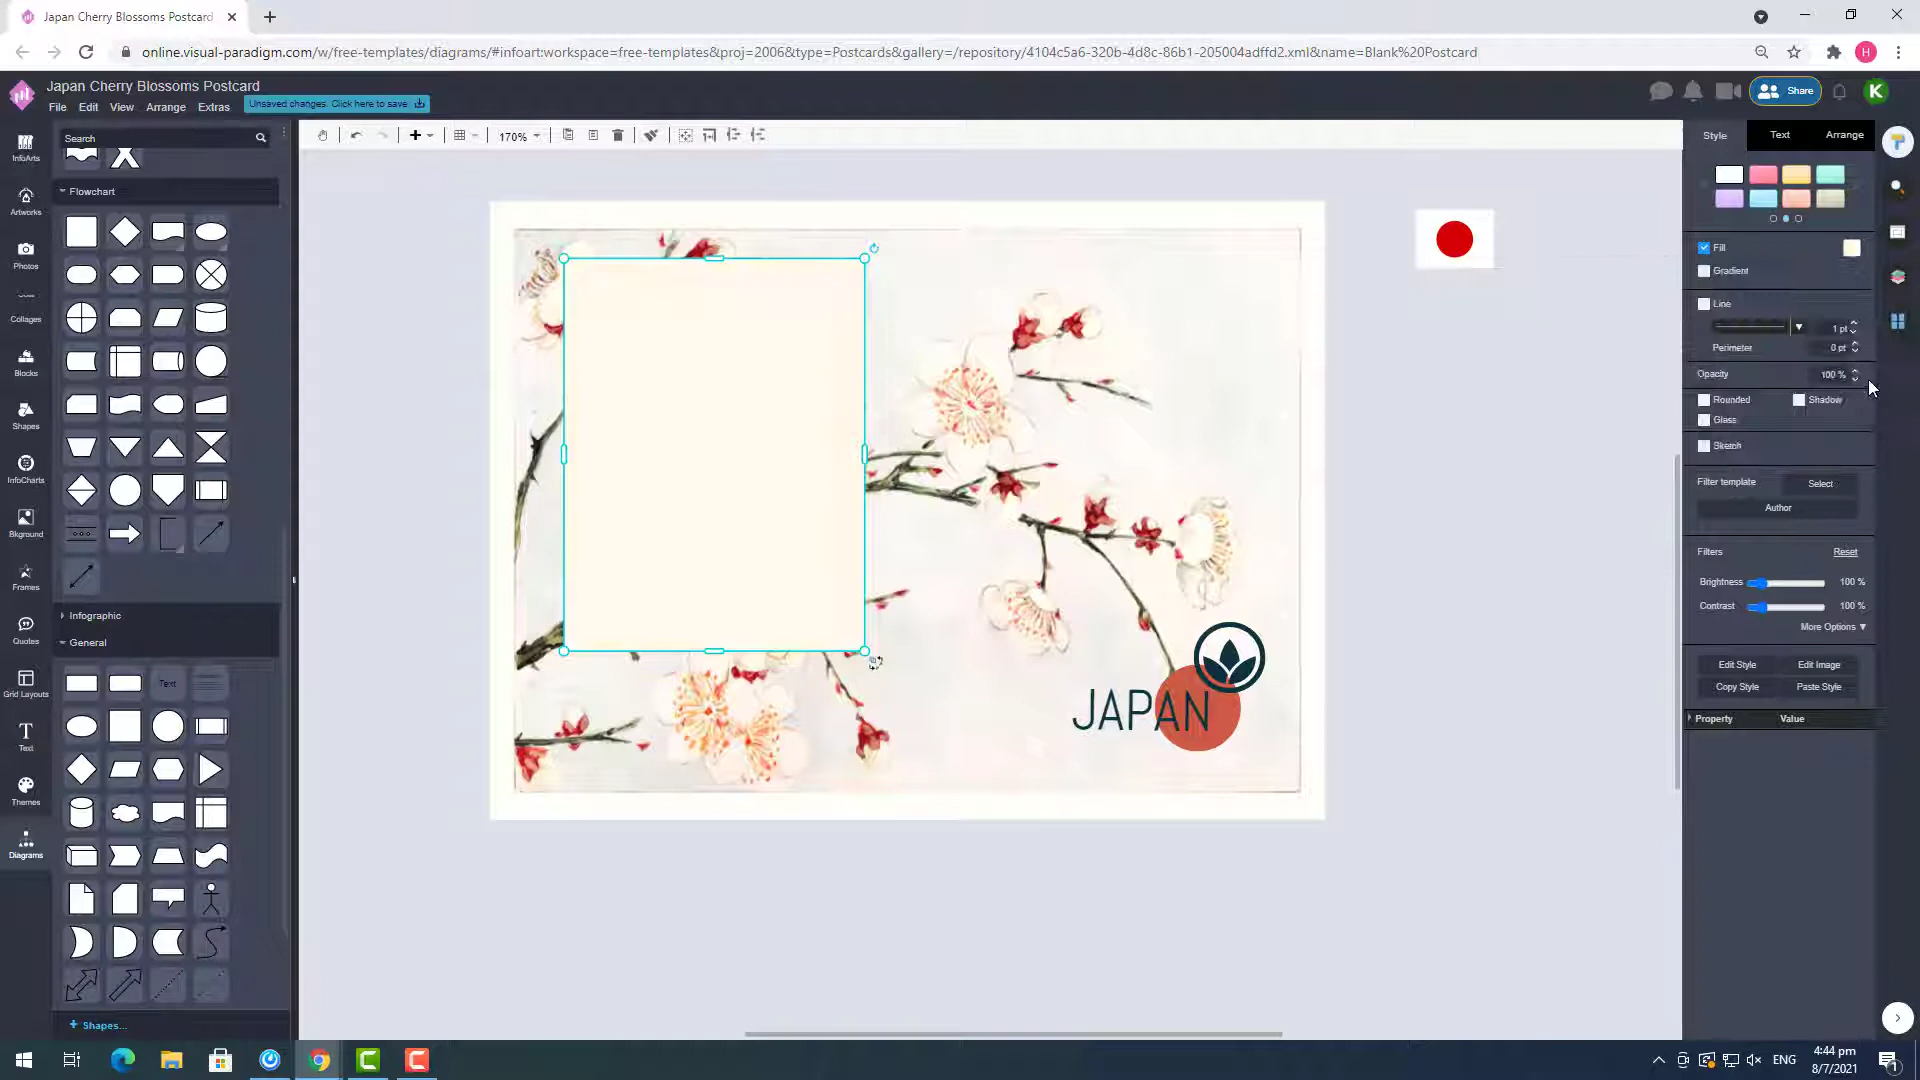 Japan Cherry Blossoms Postcard
online.visual-paradigm.com/w/free-templates/diagrams/#infoart:workspace=free-templates&proj=2006&type=Postcards&gallery=/repository/4104c5a6-320b-4d8c-86b1-205004adffd2.xml&name=Blank%20Postcard
H
Japan Cherry Blossoms Postcard
File Edit View Arrange Extras Unsaved changes. Click here to save
Share
K
InfoArts
Artworks
Photos
Collages
Blocks
Shapes
InfoCharts
Bkground
Frames
Quotes
Grid Layouts
Text
Themes
Diagrams
Search
Flowchart
Infographic
General
Text
+ Shapes...
170%
JAPAN
Style Text Arrange
Fill
Gradient
Line
1 pt
Perimeter 0 pt
Opacity 100 %
Rounded Shadow
Glass
Stretch
Filter template Select
Author
Filters Reset
Brightness 100 %
Contrast 100 %
More Options ▼
Edit Style Edit Image
Copy Style Paste Style
Property Value
ENG
4:44 pm
8/7/2021
1